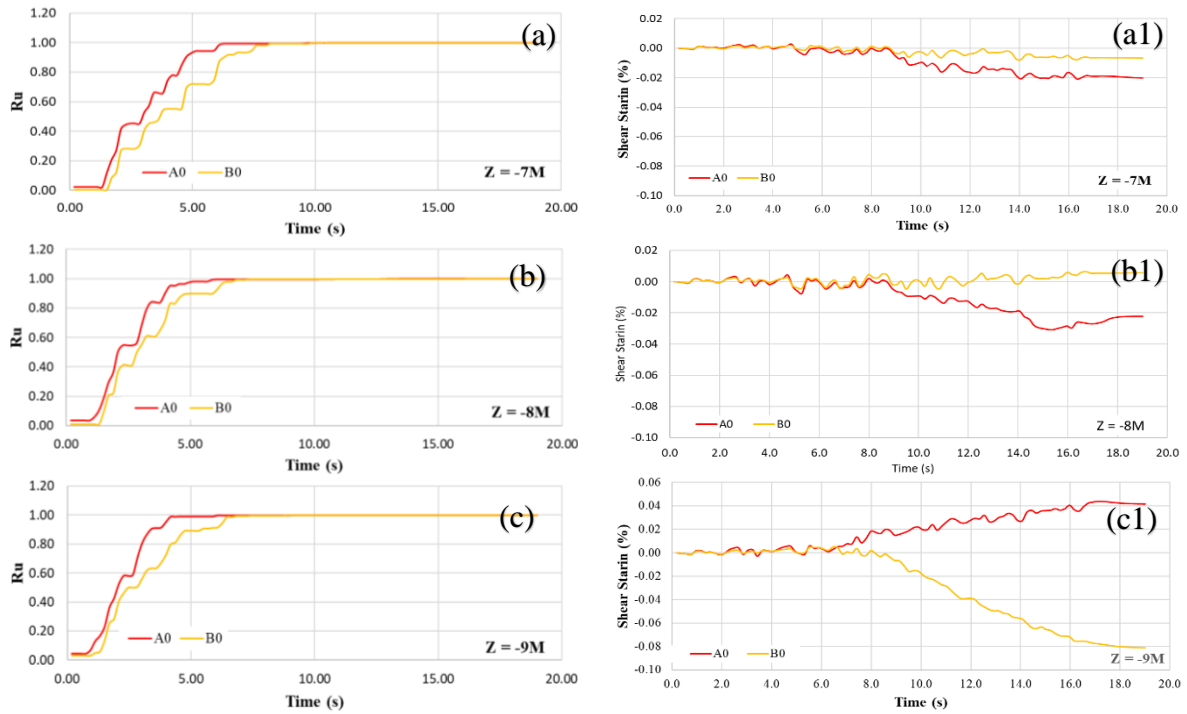 1.20
1.00
0.80
0.60
0.40
0.20
0.00
Ru
(a)
A0 B0
Z = -7M
0.00 5.00 10.00 15.00 20.00
Time (s)
0.02
0.00
-0.02
-0.04
-0.06
-0.08
-0.10
Shear Starin (%)
(a1)
A0 B0
Z = -7M
0.0 2.0 4.0 6.0 8.0 10.0 12.0 14.0 16.0 18.0 20.0
Time (s)
1.20
1.00
0.80
0.60
0.40
0.20
0.00
Ru
(b)
A0 B0
Z = -8M
0.00 5.00 10.00 15.00 20.00
Time (s)
0.02
0.00
-0.02
-0.04
-0.06
-0.08
-0.10
Shear Starin (%)
(b1)
A0 B0
Z = -8M
0.0 2.0 4.0 6.0 8.0 10.0 12.0 14.0 16.0 18.0 20.0
Time (s)
1.20
1.00
0.80
0.60
0.40
0.20
0.00
Ru
(c)
A0 B0
Z = -9M
0.00 5.00 10.00 15.00 20.00
Time (s)
0.06
0.04
0.02
0.00
-0.02
-0.04
-0.06
-0.08
-0.10
Shear Starin (%)
(c1)
A0 B0
Z = -9M
0.0 2.0 4.0 6.0 8.0 10.0 12.0 14.0 16.0 18.0 20.0
Time (s)